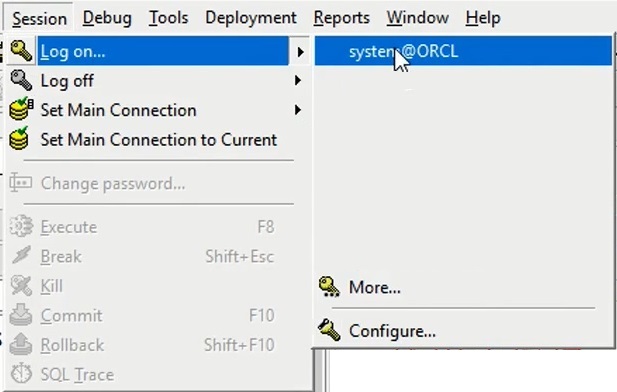 Session Debug Tools Deployment Reports Window Help
Log on...
system@ORCL
Log off
Set Main Connection
Set Main Connection to Current
Change password...
Execute F8
Break Shift+Esc
Kill
More...
Commit F10
Configure...
Rollback Shift+F10
SQL Trace